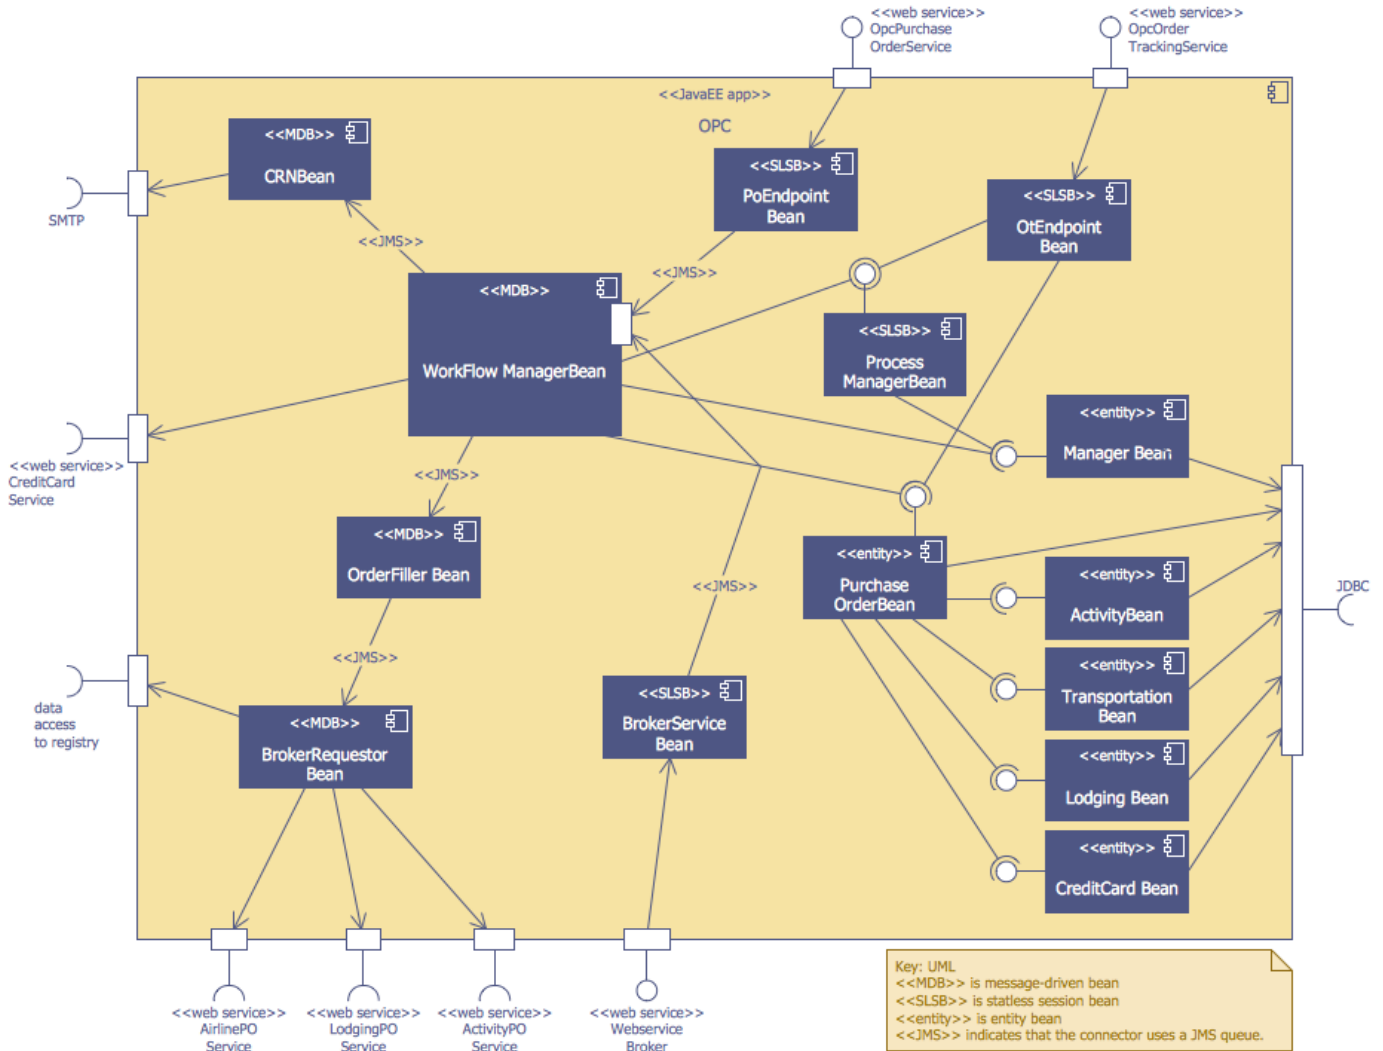 <<web service>>
OpcPurchase
OrderService
<<web service>>
OpcOrder
TrackingService
<<JavaEE app>>
OPC
<<MDB>>
CRNBean
<<SLSB>>
PoEndpoint
Bean
<<SLSB>>
OtEndpoint
Bean
SMTP
<<JMS>>
<<JMS>>
<<MDB>>
WorkFlow ManagerBean
<<SLSB>>
Process
ManagerBean
<<entity>>
Manager Bean
<<web service>>
CreditCard
Service
<<JMS>>
<<MDB>>
OrderFiller Bean
<<entity>>
Purchase
OrderBean
<<entity>>
ActivityBean
JDBC
<<JMS>>
<<JMS>>
<<entity>>
Transportation
Bean
<<SLSB>>
BrokerService
Bean
data
access
to registry
<<MDB>>
BrokerRequestor
Bean
<<entity>>
Lodging Bean
<<entity>>
CreditCard Bean
<<web service>>
AirlinePO
Service
<<web service>>
LodgingPO
Service
<<web service>>
ActivityPO
Service
<<web service>>
Webservice
Broker
Key: UML
<<MDB>> is message-driven bean
<<SLSB>> is statless session bean
<<entity>> is entity bean
<<JMS>> indicates that the connector uses a JMS queue.